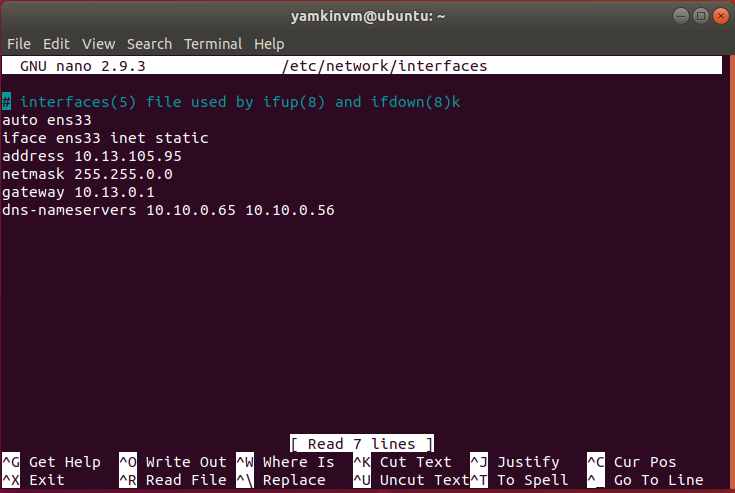 yamkinvm@ubuntu: ~
File Edit View Search Terminal Help
GNU nano 2.9.3 /etc/network/interfaces
# interfaces(5) file used by ifup(8) and ifdown(8)k
auto ens33
iface ens33 inet static
address 10.13.105.95
netmask 255.255.0.0
gateway 10.13.0.1
dns-nameservers 10.10.0.65 10.10.0.56
[ Read 7 lines ]
^G Get Help ^O Write Out ^W Where Is ^K Cut Text ^J Justify ^C Cur Pos
^X Exit ^R Read File ^\ Replace ^U Uncut Text ^T To Spell ^_ Go To Line